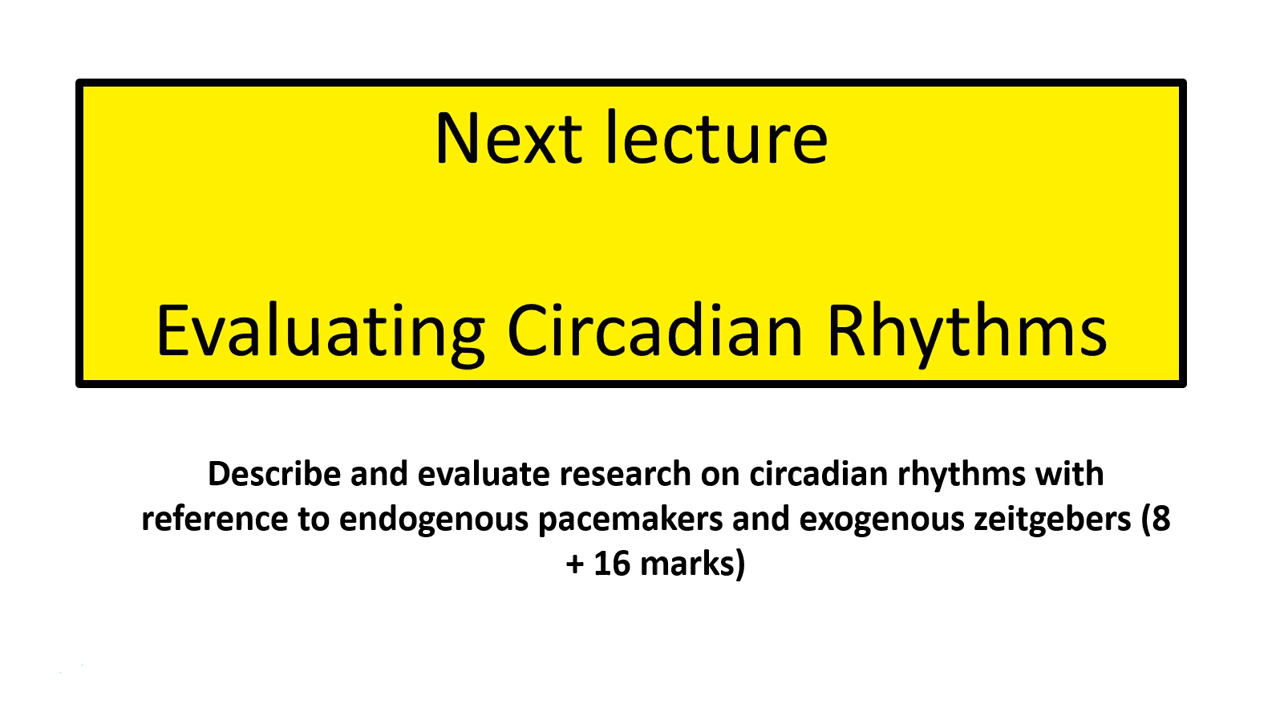 Next lecture
Evaluating Circadian Rhythms
Describe and evaluate research on circadian rhythms with
reference to endogenous pacemakers and exogenous zeitgebers (8
+ 16 marks)